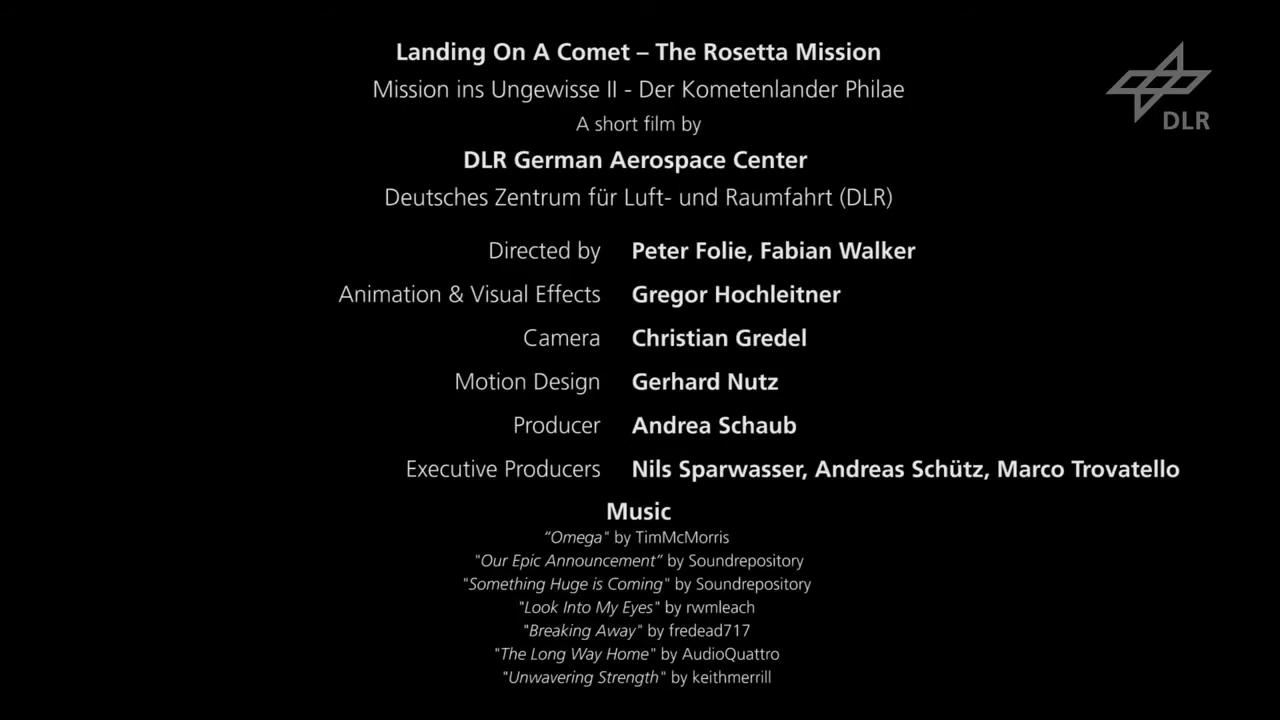 Landing On A Comet – The Rosetta Mission
Mission ins Ungewisse II - Der Kometenlander Philae
A short film by
DLR German Aerospace Center
Deutsches Zentrum für Luft- und Raumfahrt (DLR)
DLR
Directed by Peter Folie, Fabian Walker
Animation & Visual Effects Gregor Hochleitner
Camera Christian Gredel
Motion Design Gerhard Nutz
Producer Andrea Schaub
Executive Producers Nils Sparwasser, Andreas Schütz, Marco Trovatello
Music
“Omega" by TimMcMorris
"Our Epic Announcement” by Soundrepository
"Something Huge is Coming" by Soundrepository
"Look Into My Eyes" by rwmleach
"Breaking Away" by fredead717
"The Long Way Home" by AudioQuattro
"Unwavering Strength" by keithmerrill